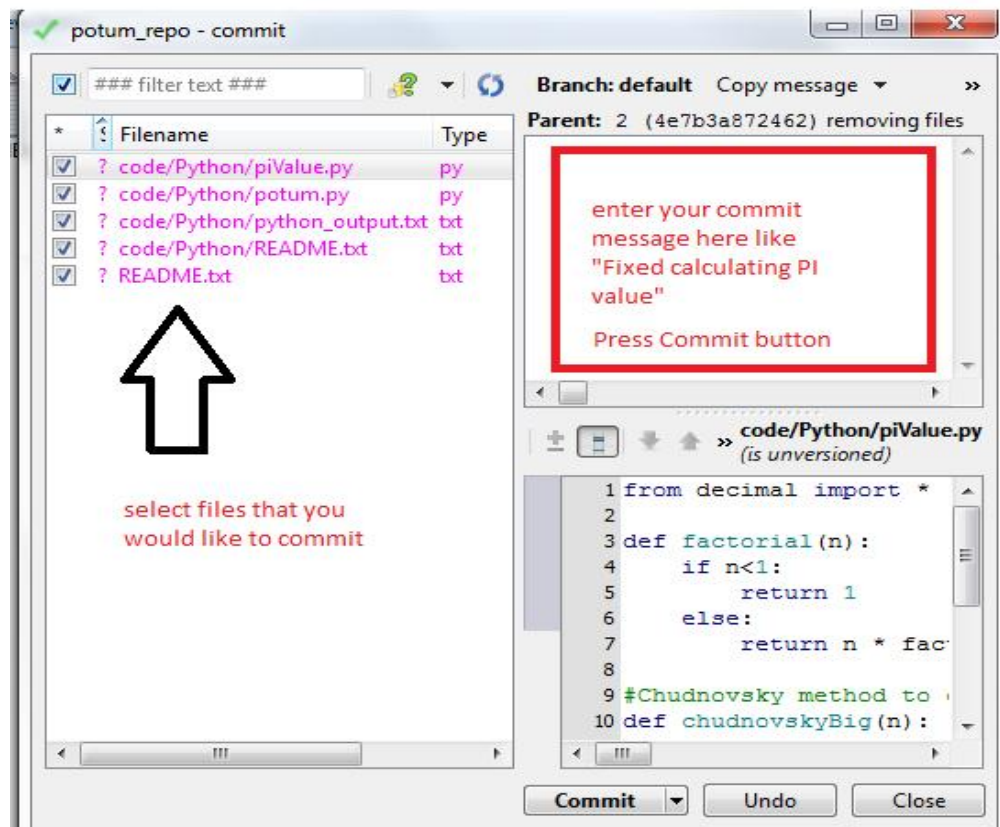 potum_repo - commit
### filter text ###
Branch: default Copy message »
* Filename Type
Parent: 2 (4e7b3a872462) removing files
? code/Python/piValue.py py
? code/Python/potum.py py
? code/Python/python_output.txt txt
? code/Python/README.txt txt
? README.txt txt
enter your commit
message here like
"Fixed calculating PI
value"
Press Commit button
select files that you
would like to commit
» code/Python/piValue.py
(is unversioned)
1 from decimal import *
2
3 def factorial(n):
4 if n<1:
5 return 1
6 else:
7 return n * fac
8
9 #Chudnovsky method to
10 def chudnovskyBig(n):
Commit Undo Close